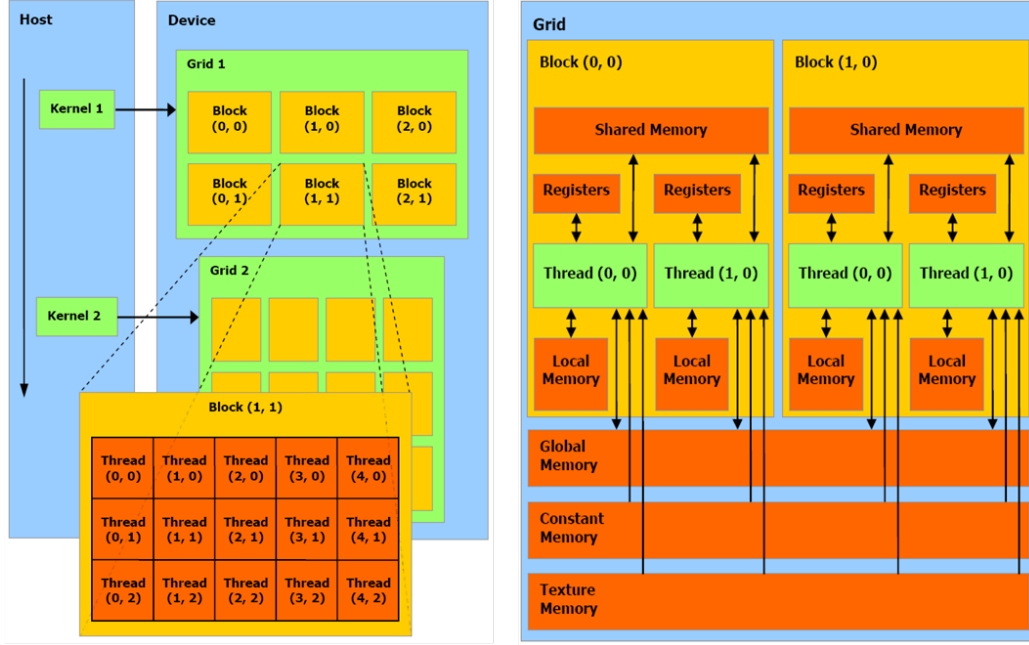 Host
Device
Grid 1
Kernel 1
Block
(0, 0)
Block
(1, 0)
Block
(2, 0)
Block
(0, 1)
Block
(1, 1)
Block
(2, 1)
Grid 2
Kernel 2
Block (1, 1)
Thread
(0, 0)
Thread
(1, 0)
Thread
(2, 0)
Thread
(3, 0)
Thread
(4, 0)
Thread
(0, 1)
Thread
(1, 1)
Thread
(2, 1)
Thread
(3, 1)
Thread
(4, 1)
Thread
(0, 2)
Thread
(1, 2)
Thread
(2, 2)
Thread
(3, 2)
Thread
(4, 2)
Grid
Block (0, 0)
Shared Memory
Registers
Registers
Thread (0, 0)
Thread (1, 0)
Local
Memory
Local
Memory
Block (1, 0)
Shared Memory
Registers
Registers
Thread (0, 0)
Thread (1, 0)
Local
Memory
Local
Memory
Global
Memory
Constant
Memory
Texture
Memory